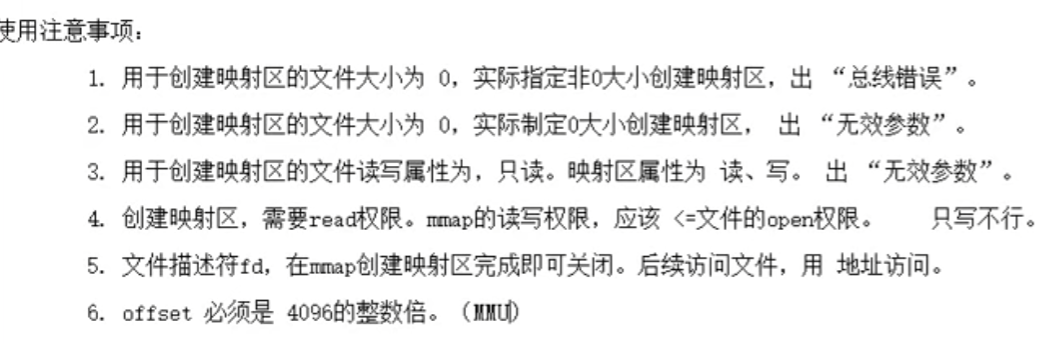 使用注意事项：
1. 用于创建映射区的文件大小为 0，实际指定非0大小创建映射区，出 “总线错误”。
2. 用于创建映射区的文件大小为 0，实际制定0大小创建映射区， 出 “无效参数”。
3. 用于创建映射区的文件读写属性为，只读。映射区属性为 读、写。 出 “无效参数”。
4. 创建映射区，需要read权限。mmap的读写权限，应该 <=文件的open权限。 只写不行。
5. 文件描述符fd，在mmap创建映射区完成即可关闭。后续访问文件，用 地址访问。
6. offset 必须是 4096的整数倍。（MMU）